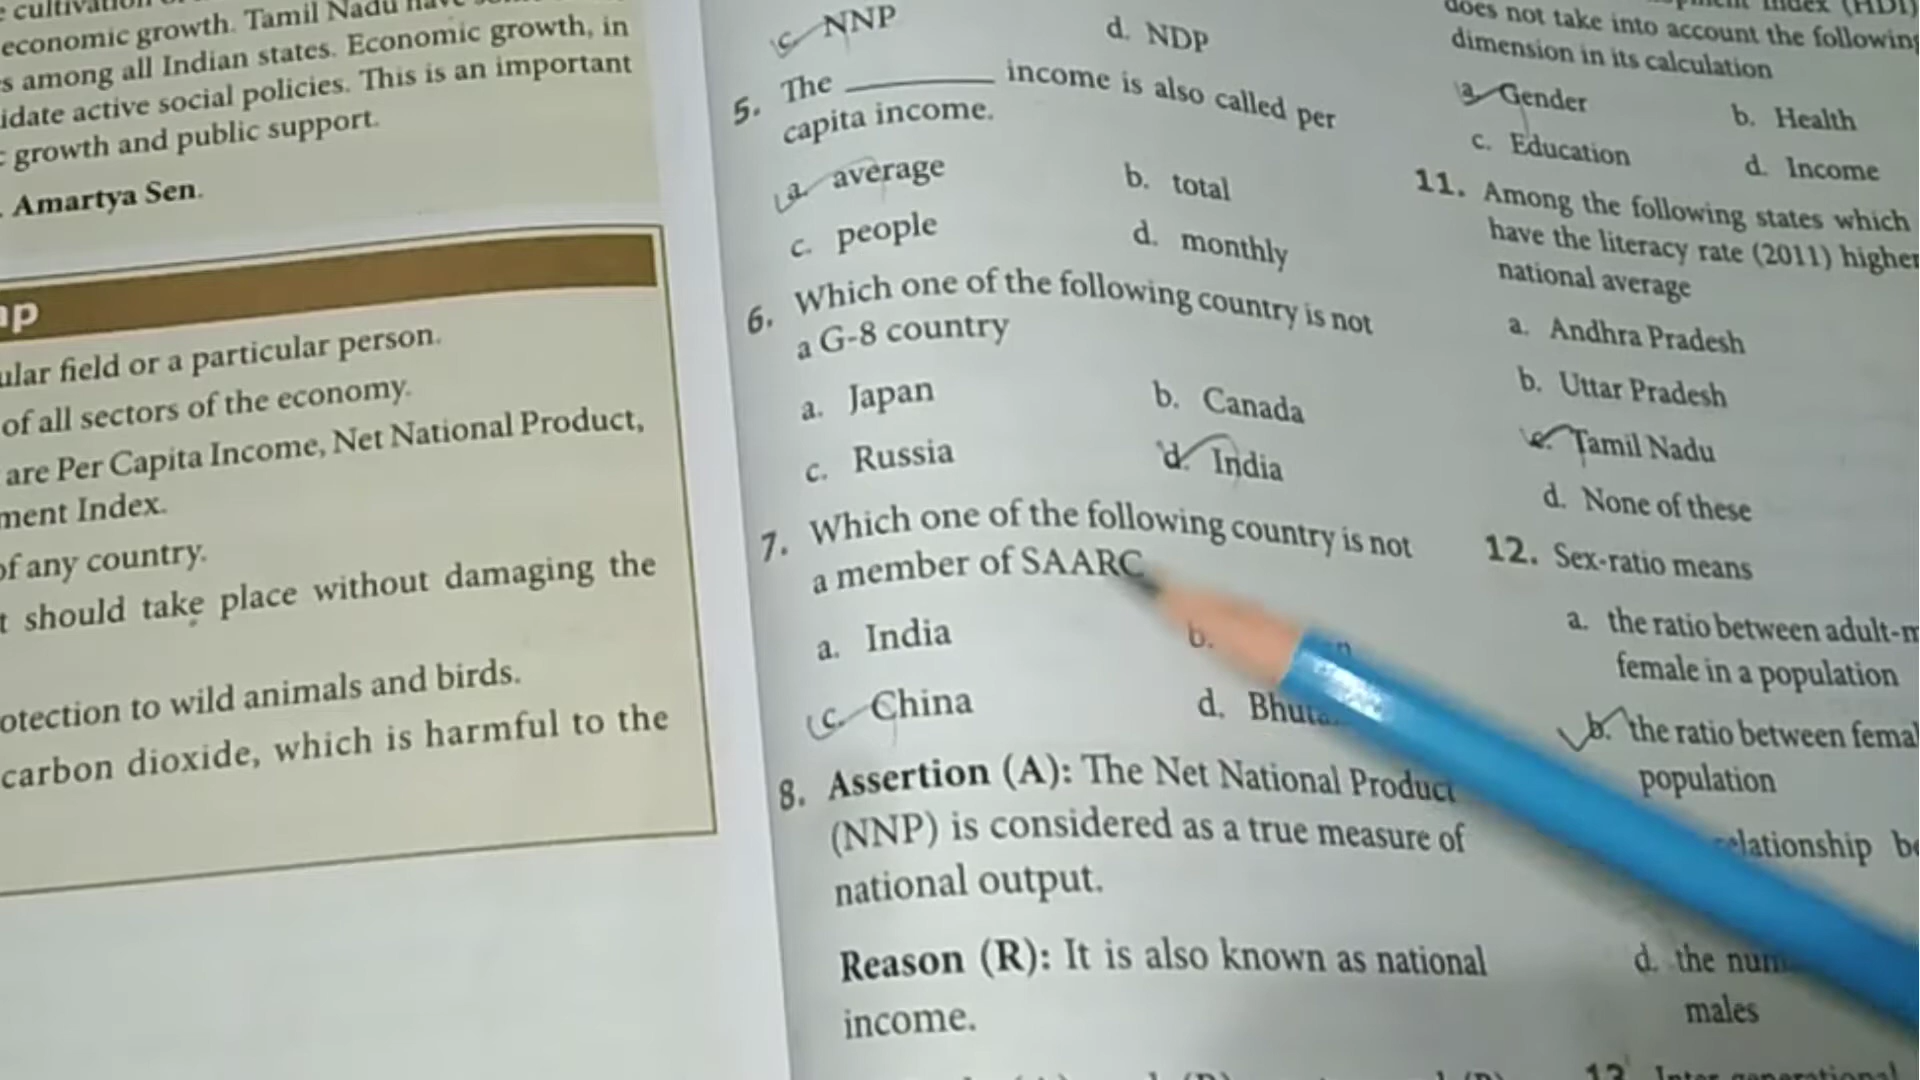 economic growth. Tamil Nadu
s among all Indian states. Economic growth, in
idate active social policies. This is an important
growth and public support.
Amartya Sen.
ular field or a particular person.
of all sectors of the economy.
are Per Capita Income, Net National Product,
ment Index.
of any country.
t should take place without damaging the
otection to wild animals and birds.
carbon dioxide, which is harmful to the
c. NNP
d. NDP
5. The ________ income is also called per
capita income.
a. average
b. total
c. people
d. monthly
6. Which one of the following country is not
a G-8 country
a. Japan
b. Canada
c. Russia
d. India
7. Which one of the following country is not
a member of SAARC
a. India
b.
c. China
d.
8. Assertion (A): The Net National Product
(NNP) is considered as a true measure of
national output.
Reason (R): It is also known as national
income.
(HDI)
does not take into account the following
dimension in its calculation
a. Gender
b. Health
c. Education
d. Income
11. Among the following states which
have the literacy rate (2011) higher
national average
a. Andhra Pradesh
b. Uttar Pradesh
c. Tamil Nadu
d. None of these
12. Sex-ratio means
a. the ratio between adult-m
female in a population
b. the ratio between femal
population
elationship be
d. the
males